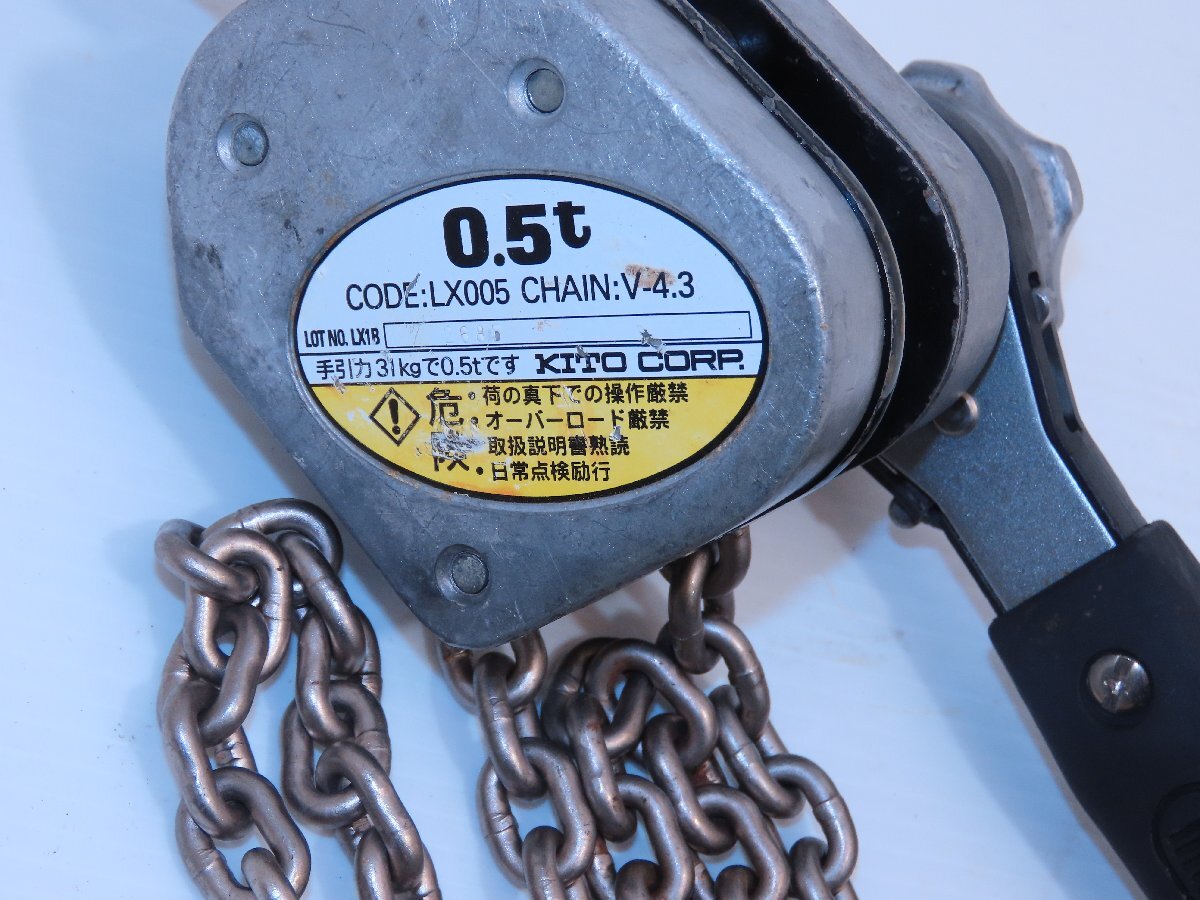 0.5t
CODE:LX005 CHAIN:V-4.3
LOT NO. LX1B
手引力31kgで0.5tです KITO CORP.
危険
・荷の真下での操作厳禁
・オーバーロード厳禁
・取扱説明書熟読
・日常点検励行